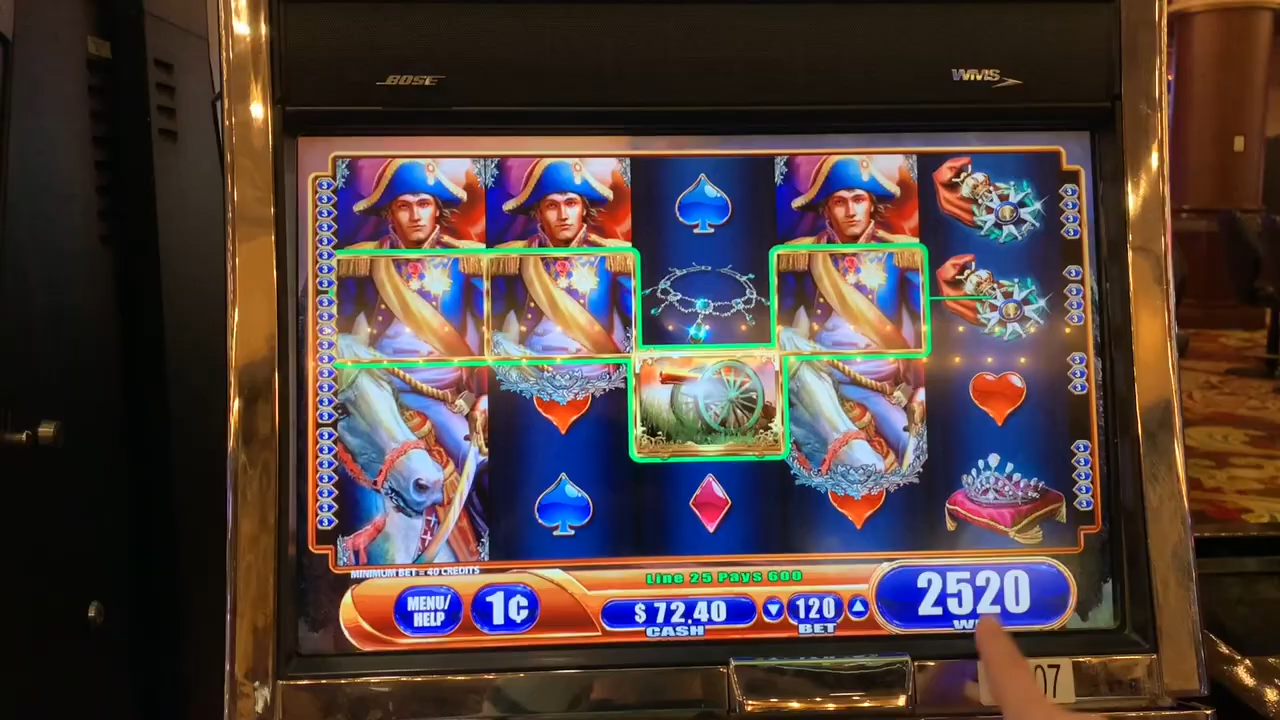 BOSE
WMS
MINIMUM BET = 40 CREDITS
Line 25 Pays 600
MENU/
HELP
1¢
$72.40
CASH
120
BET
2520
07